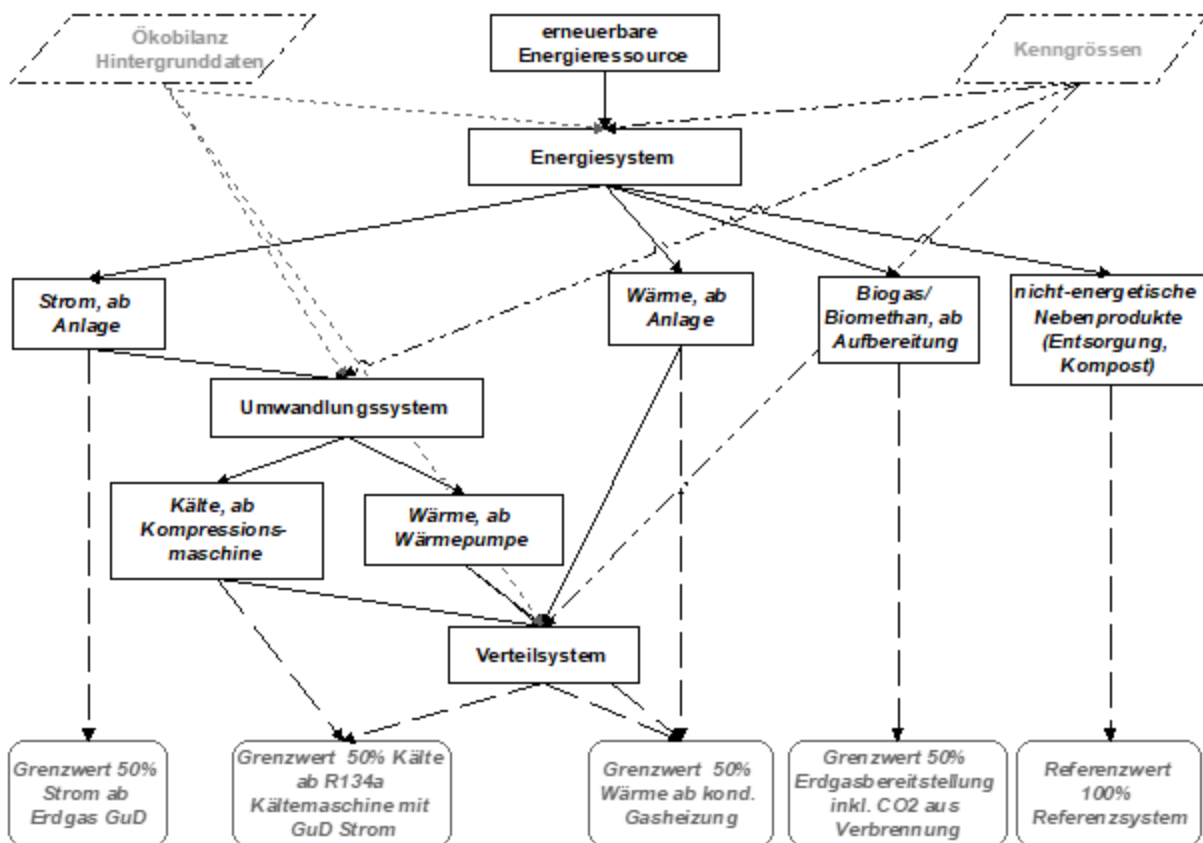 Ökobilanz
Hintergrunddaten
erneuerbare
Energieressource
Kenngrössen
Energiesystem
Strom, ab
Anlage
Wärme, ab
Anlage
Biogas/
Biomethan, ab
Aufbereitung
nicht-energetische
Nebenprodukte
(Entsorgung,
Kompost)
Umwandlungssystem
Kälte, ab
Kompressions-
maschine
Wärme, ab
Wärmepumpe
Verteilsystem
Grenzwert 50%
Strom ab
Erdgas GuD
Grenzwert 50% Kälte
ab R134a
Kältemaschine mit
GuD Strom
Grenzwert 50%
Wärme ab kond.
Gasheizung
Grenzwert 50%
Erdgasbereitstellung
inkl. CO2 aus
Verbrennung
Referenzwert
100%
Referenzsystem